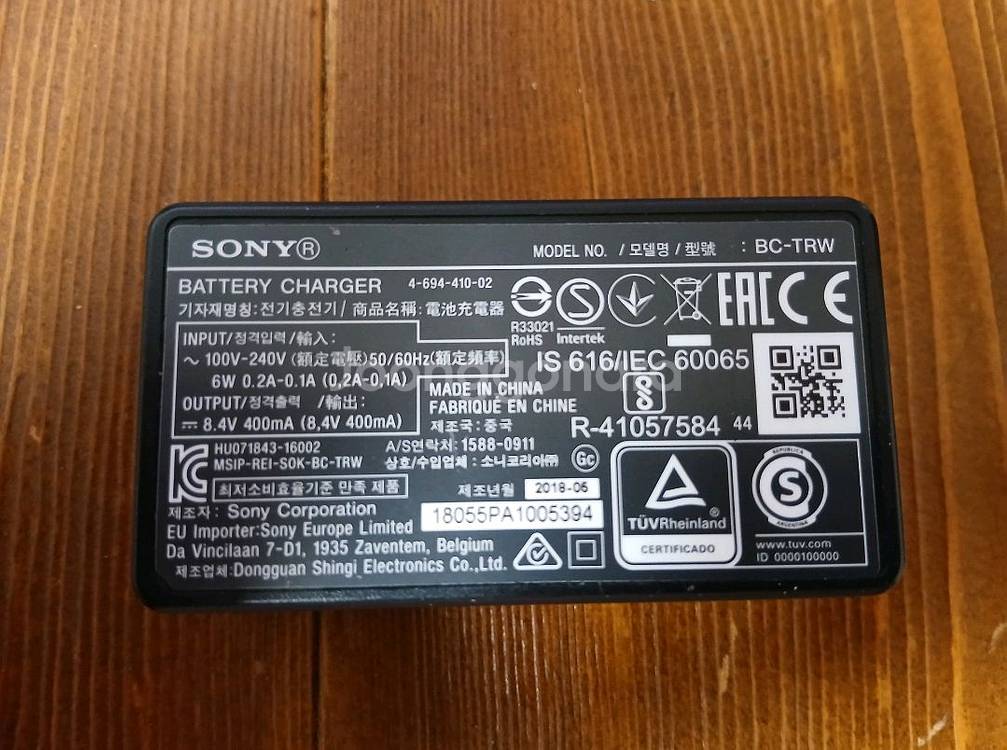 SONY®
MODEL NO. / 모델명 / 型號 : BC-TRW
BATTERY CHARGER 4-694-410-02
기자재명칭:전기충전기/ 商品名稱: 電池充電器
R33021
RoHS
Intertek
EAC CE
INPUT/정격입력/輸入:
~ 100V-240V (額定電壓)50/60Hz(額定頻率)
6W 0.2A-0.1A (0,2A-0,1A)
OUTPUT/정격출력 /輸出:
⎓ 8.4V 400mA (8,4V 400mA)
IS 616/IEC 60065
MADE IN CHINA
FABRIQUÉ EN CHINE
제조국: 중국
S
R-41057584 44
HU071843-16002
MSIP-REI-SOK-BC-TRW
A/S연락처: 1588-0911
상호/수입업체 : 소니코리아㈜
Gc
최저소비효율기준 만족 제품
제조년월 2018-06
제조자: Sony Corporation
18055PA1005394
EU Importer:Sony Europe Limited
Da Vincilaan 7-D1, 1935 Zaventem, Belgium
제조업체:Dongguan Shingi Electronics Co.,Ltd.
TÜVRheinland®
CERTIFICADO
REPUBLICA
S
ARGENTINA
www.tuv.com
ID 0000100000